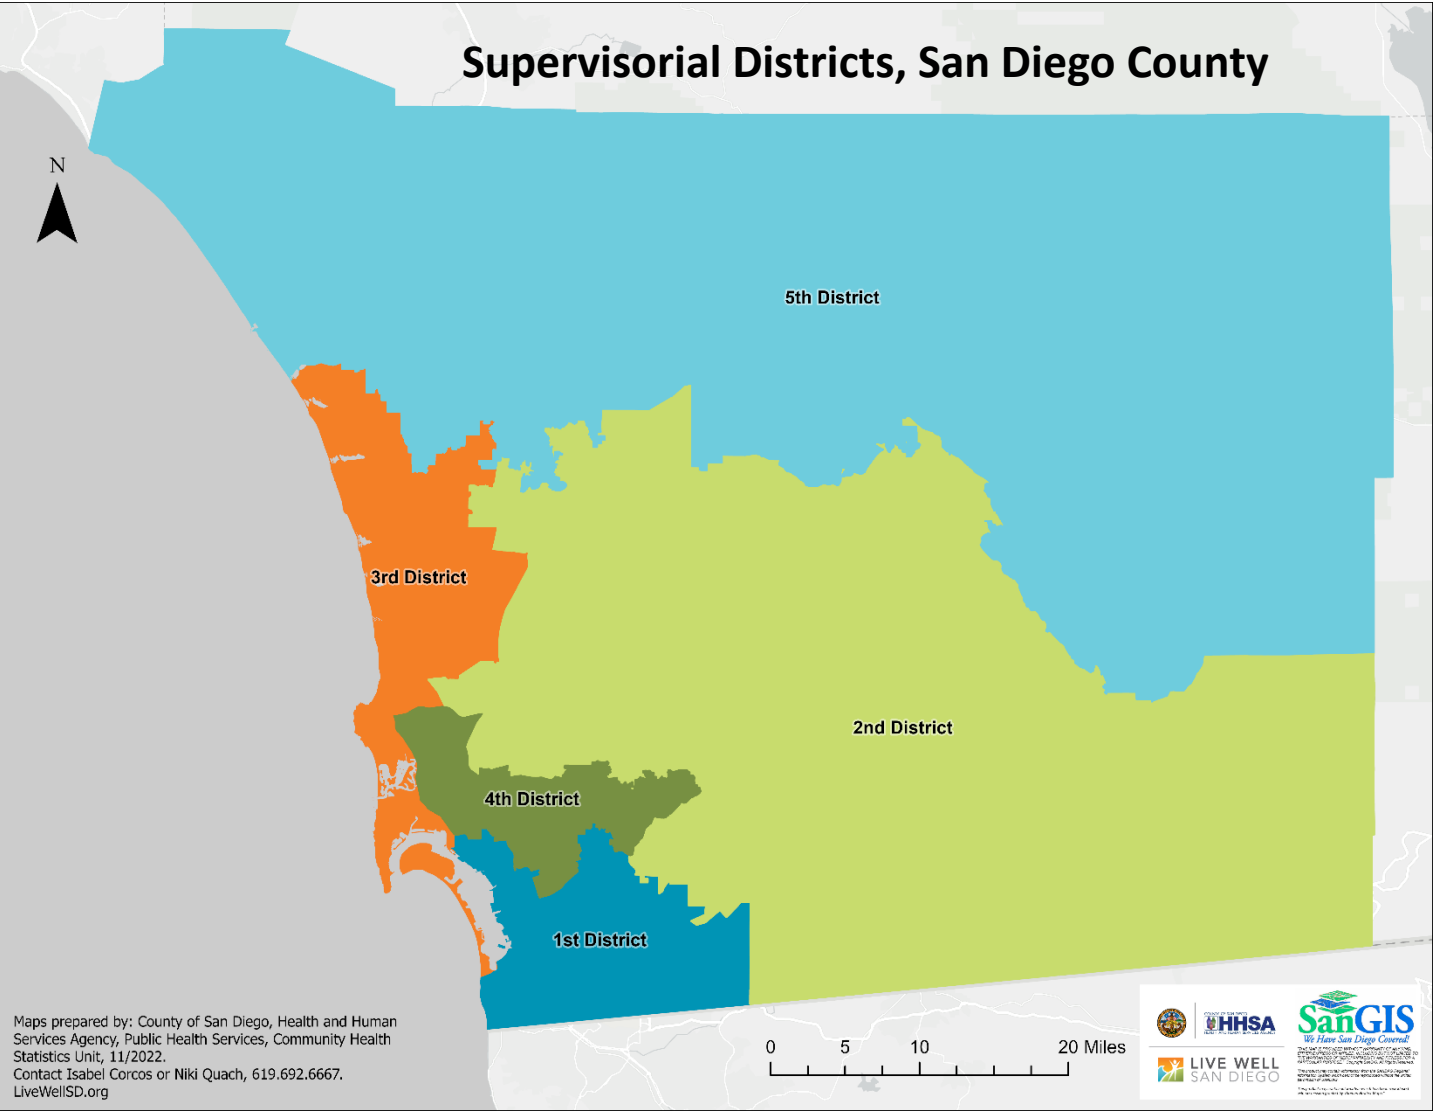 Supervisorial Districts, San Diego County
N
5th District
3rd District
2nd District
4th District
1st District
Maps prepared by: County of San Diego, Health and Human
Services Agency, Public Health Services, Community Health
Statistics Unit, 11/2022.
Contact Isabel Corcos or Niki Quach, 619.692.6667.
LiveWellSD.org
0 5 10 20 Miles
HHSA
LIVE WELL
SAN DIEGO
SanGIS
We Have San Diego Covered!